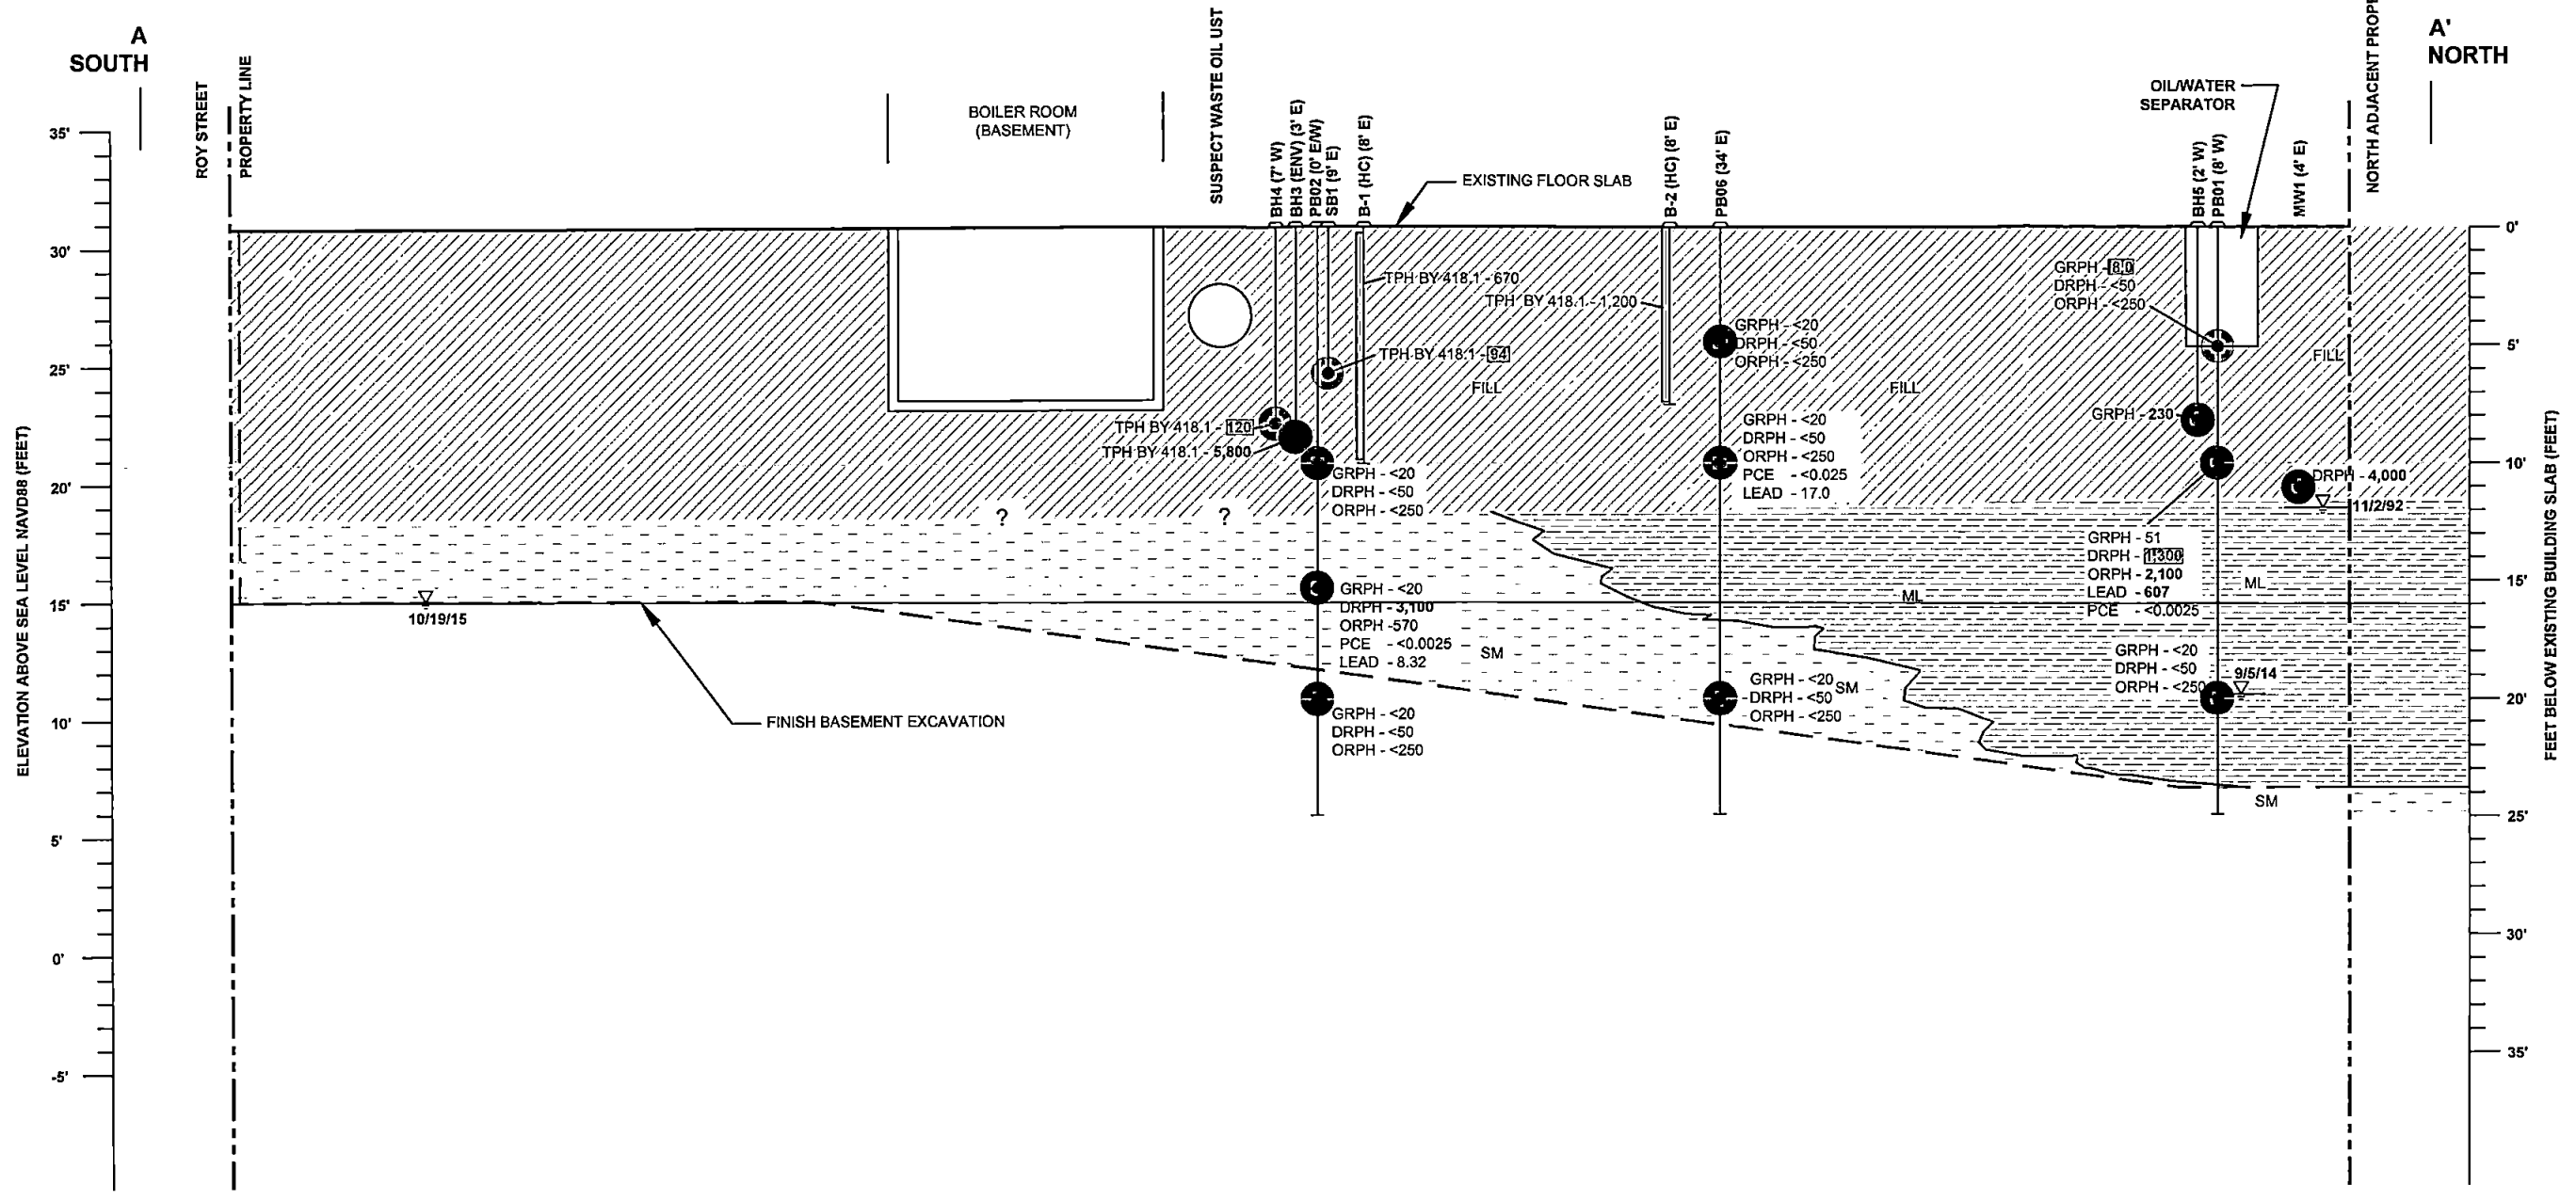 A
SOUTH
A'
NORTH
ROY STREET
PROPERTY LINE
BOILER ROOM
(BASEMENT)
SUSPECT WASTE OIL UST
BH4 (7' W)
BH3 (ENV) (3' E)
PB02 (0' E/W)
SB1 (9' E)
B-1 (HC) (8' E)
EXISTING FLOOR SLAB
B-2 (HC) (8' E)
PB06 (34' E)
OIL/WATER
SEPARATOR
BH5 (2' W)
PB01 (8' W)
MW1 (4' E)
NORTH ADJACENT
ELEVATION ABOVE SEA LEVEL NAVD88 (FEET)
35'
30'
25'
20'
15'
10'
5'
0'
-5'
TPH BY 418.1 - 670
TPH BY 418.1 - 1,200
TPH BY 418.1 - 94
TPH BY 418.1 - 120
TPH BY 418.1 - 5,800
GRPH - <20
DRPH - <50
ORPH - <250
GRPH - <20
DRPH - 3,100
ORPH -570
PCE - <0.0025
LEAD - 8.32
GRPH - <20
DRPH - <50
ORPH - <250
GRPH - <20
DRPH - <50
ORPH - <250
GRPH - <20
DRPH - <50
ORPH - <250
PCE - <0.025
LEAD - 17.0
GRPH - <20
DRPH - <50
ORPH - <250
GRPH - 8.0
DRPH - <50
ORPH - <250
GRPH - 230
DRPH - 4,000
11/2/92
GRPH - 51
DRPH - 1,300
ORPH - 2,100
LEAD - 607
PCE - <0.0025
GRPH - <20
DRPH - <50
ORPH - <250
9/5/14
FILL
FILL
FILL
?
?
ML
ML
SM
SM
SM
10/19/15
FINISH BASEMENT EXCAVATION
0'
5'
10'
15'
20'
25'
30'
35'
FEET BELOW EXISTING BUILDING SLAB (FEET)